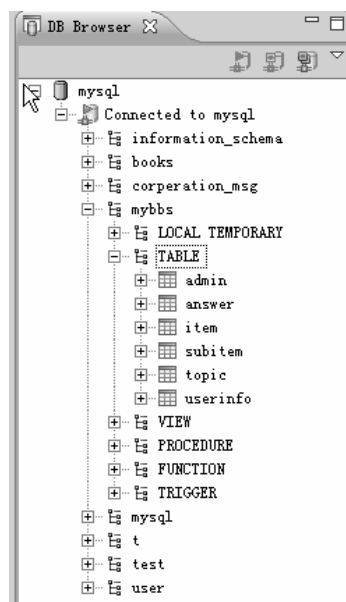 DB Browser
mysql
Connected to mysql
information_schema
books
corperation_msg
mybbs
LOCAL TEMPORARY
TABLE
admin
answer
item
subitem
topic
userinfo
VIEW
PROCEDURE
FUNCTION
TRIGGER
mysql
t
test
user